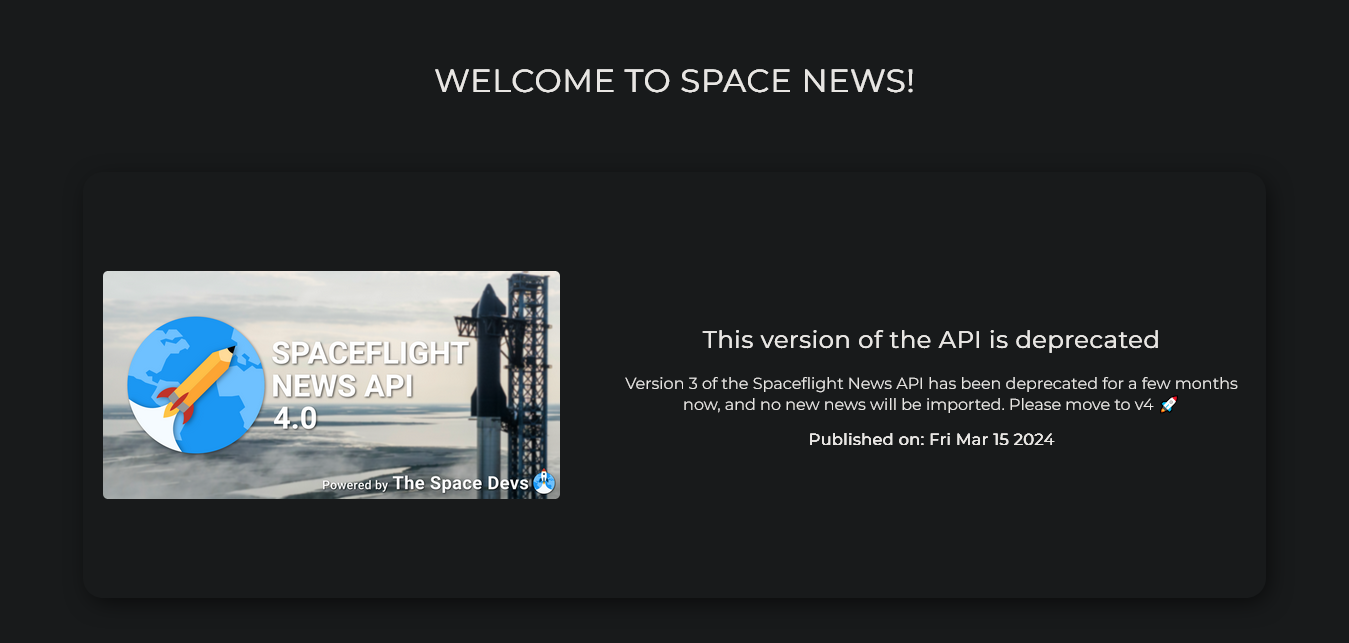 WELCOME TO SPACE NEWS!
SPACEFLIGHT
NEWS API
4.0
Powered by The Space Devs
This version of the API is deprecated
Version 3 of the Spaceflight News API has been deprecated for a few months
now, and no new news will be imported. Please move to v4 🚀
Published on: Fri Mar 15 2024